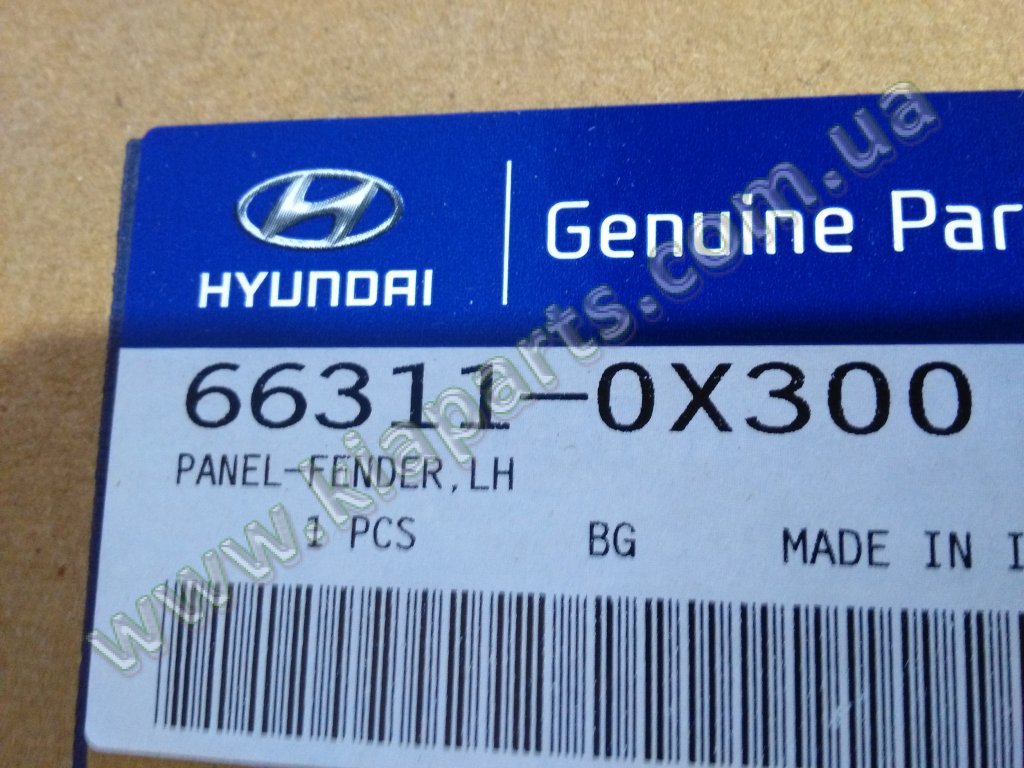 HYUNDAI
Genuine Par
66311-0X300
PANEL-FENDER,LH
1 PCS BG MADE IN I
www.kiaparts.com.ua